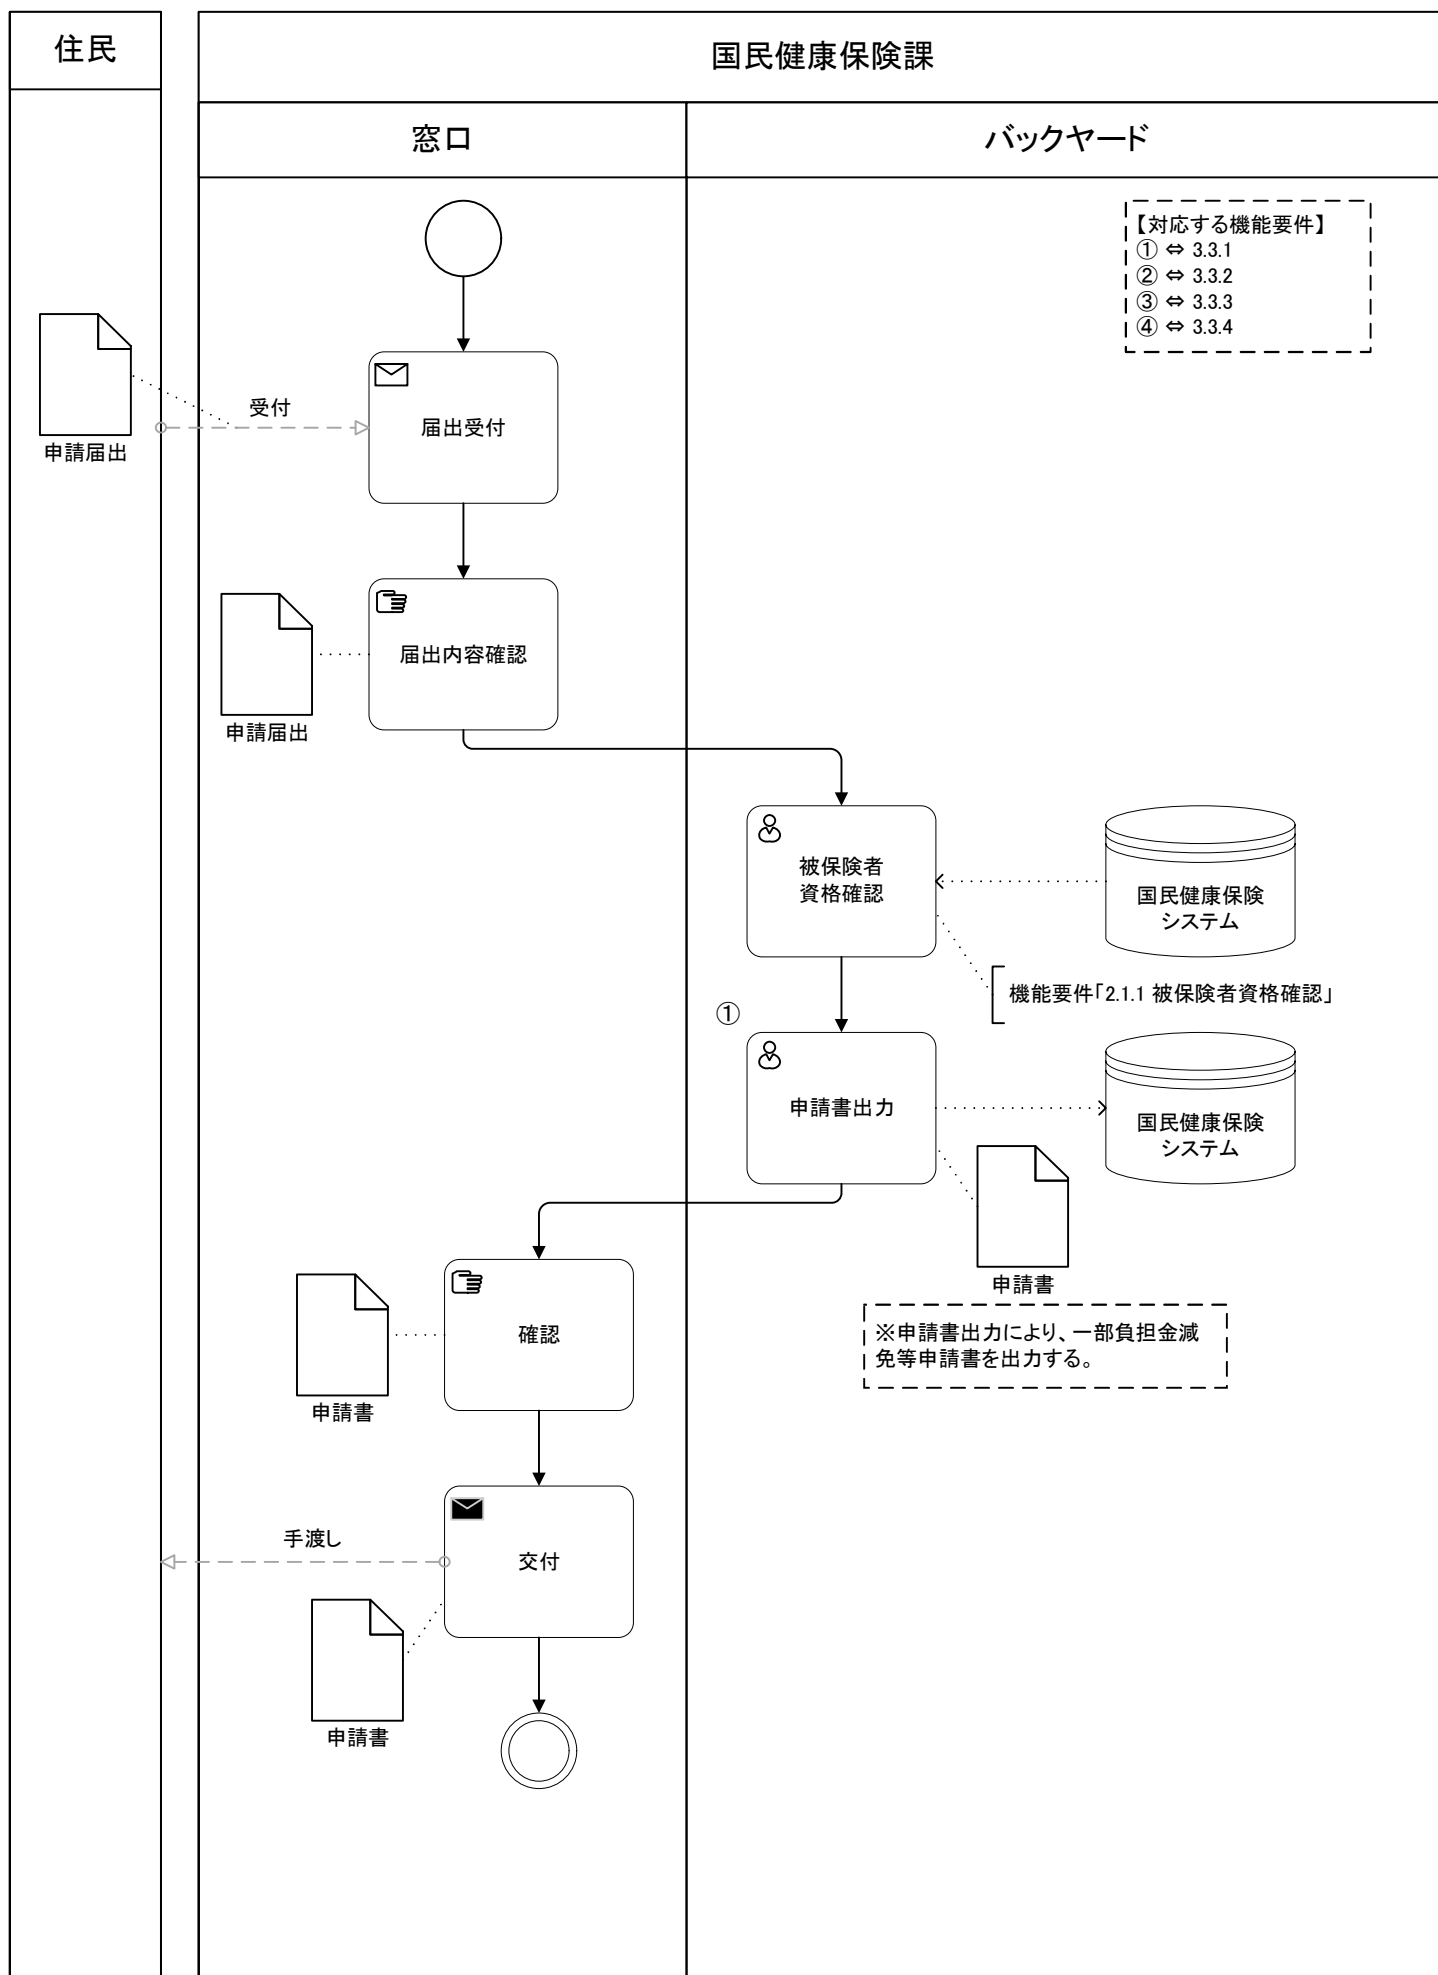 住民
国民健康保険課
窓口
バックヤード
【対応する機能要件】
① ⇔ 3.3.1
② ⇔ 3.3.2
③ ⇔ 3.3.3
④ ⇔ 3.3.4
受付
届出受付
申請届出
届出内容確認
申請届出
被保険者
資格確認
国民健康保険
システム
機能要件「2.1.1 被保険者資格確認」
①
申請書出力
国民健康保険
システム
申請書
※申請書出力により、一部負担金減
免等申請書を出力する。
確認
申請書
手渡し
交付
申請書